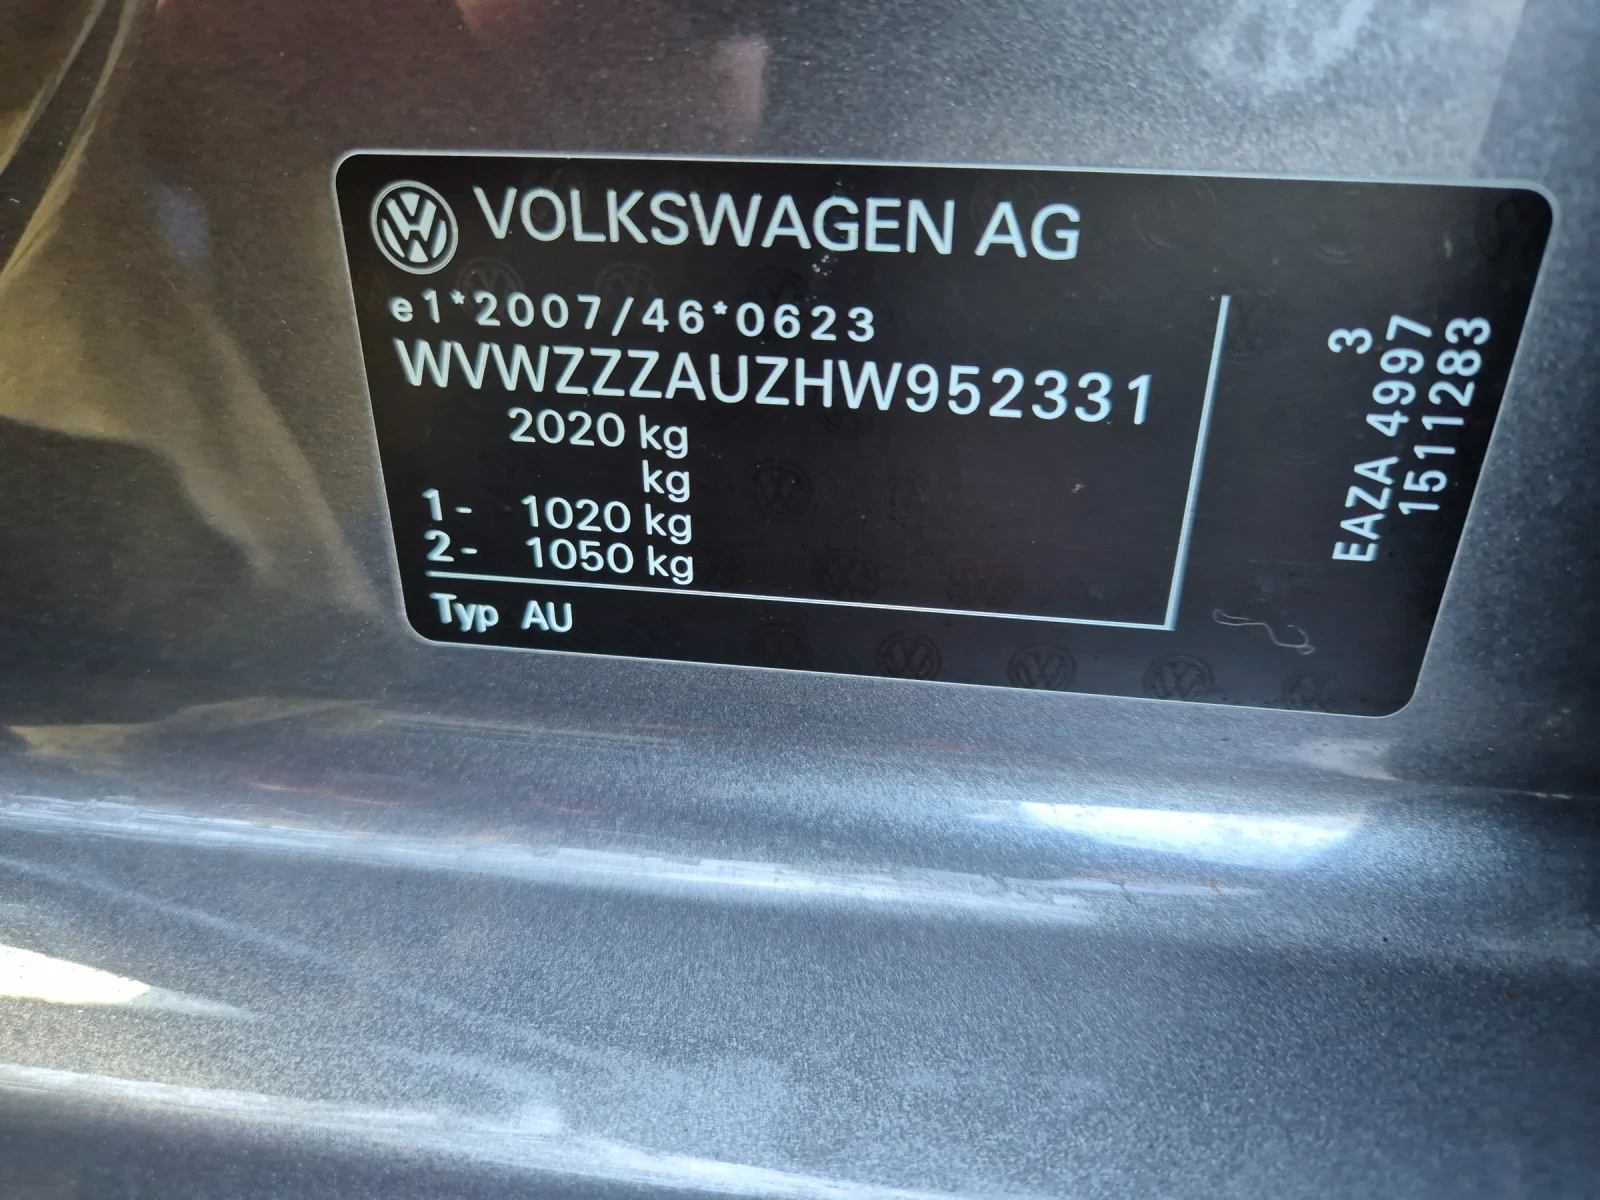 VOLKSWAGEN AG
e1*2007/46*0623
WVWZZZAUZHW952331
2020 kg
kg
1- 1020 kg
2- 1050 kg
Typ AU
3
EAZA 4997
1511283